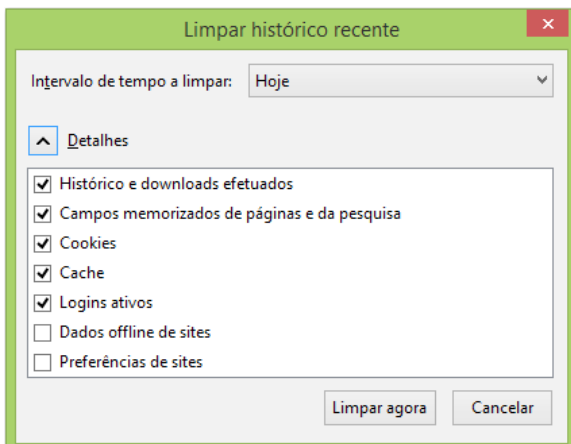 Limpar histórico recente
Intervalo de tempo a limpar: Hoje
Detalhes
Histórico e downloads efetuados
Campos memorizados de páginas e da pesquisa
Cookies
Cache
Logins ativos
Dados offline de sites
Preferências de sites
Limpar agora Cancelar